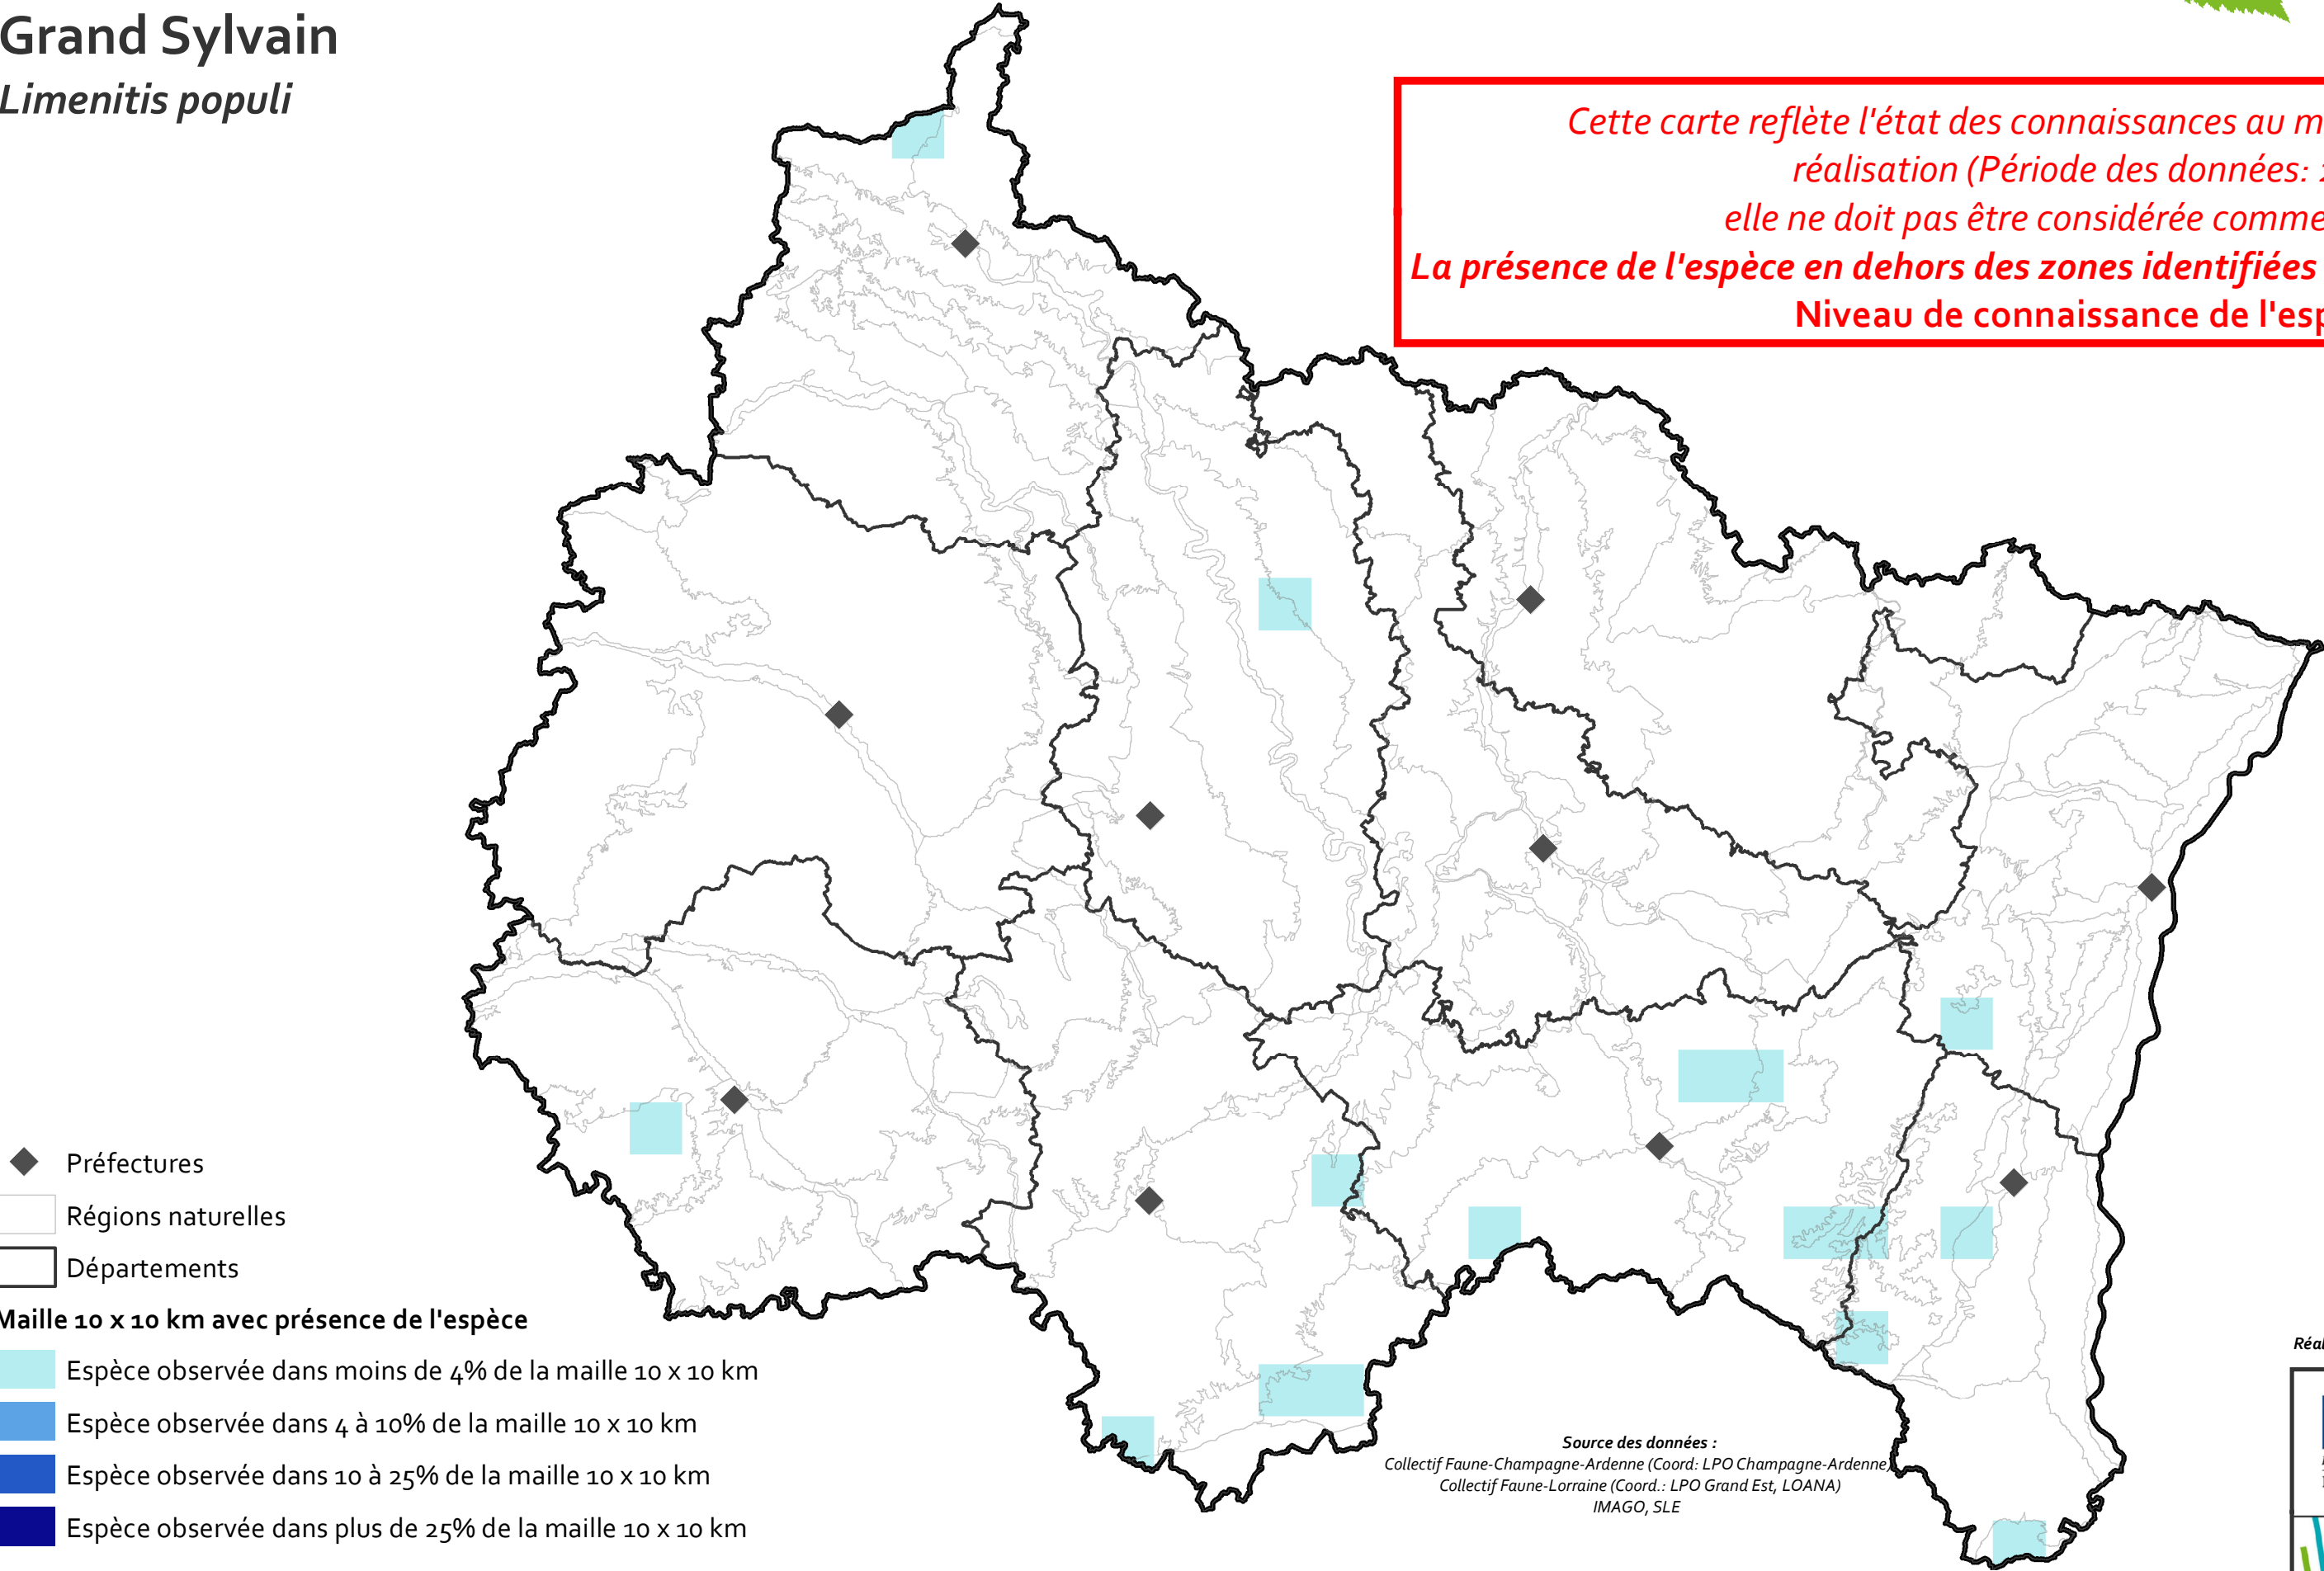 Grand Sylvain
Limenitis populi
Cette carte reflète l'état des connaissances au
réalisation (Période des données:
elle ne doit pas être considérée comme
La présence de l'espèce en dehors des zones identifiées
Niveau de connaissance de
Préfectures
Régions naturelles
Départements
Maille 10 x 10 km avec présence de l'espèce
Espèce observée dans moins de 4% de la maille 10 x 10 km
Espèce observée dans 4 à 10% de la maille 10 x 10 km
Espèce observée dans 10 à 25% de la maille 10 x 10 km
Espèce observée dans plus de 25% de la maille 10 x 10 km
Source des données :
Collectif Faune-Champagne-Ardenne (Coord: LPO Champagne-Ardenne)
Collectif Faune-Lorraine (Coord.: LPO Grand Est, LOANA)
IMAGO, SLE